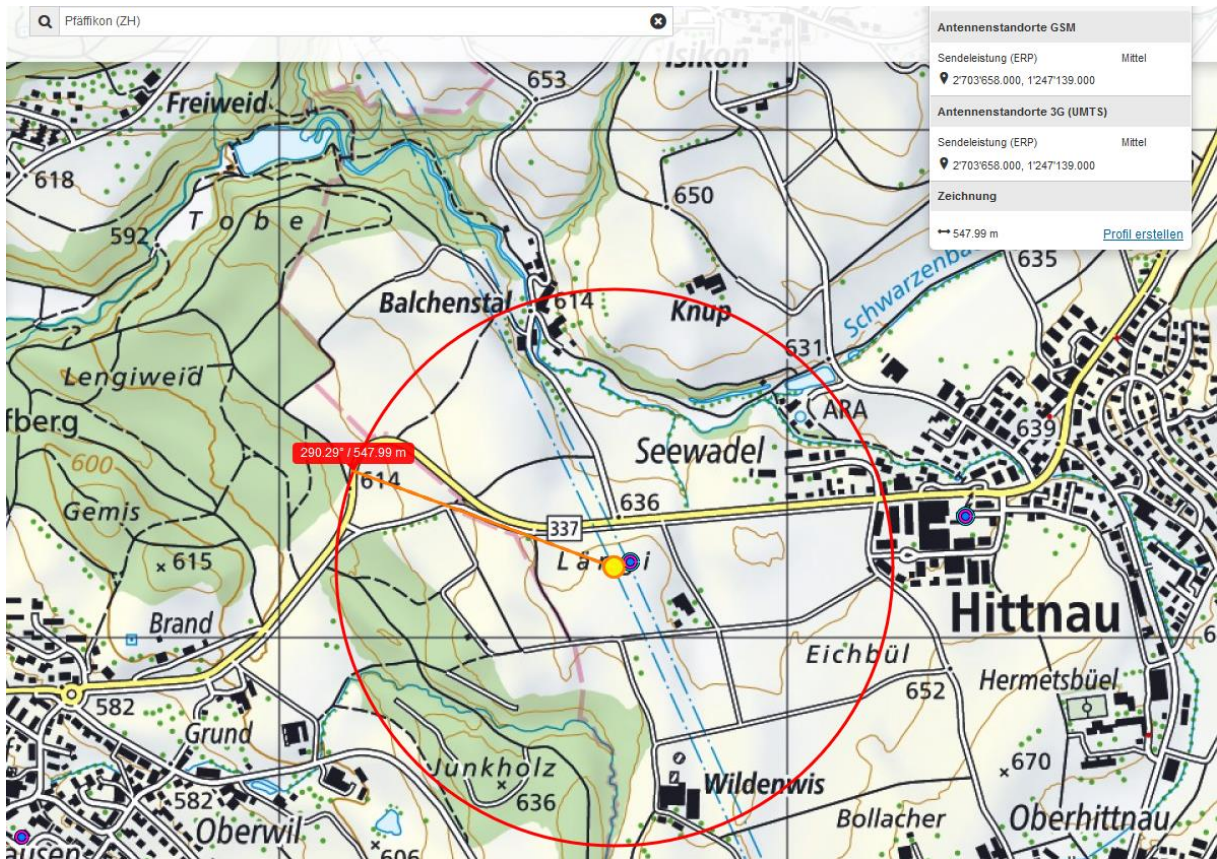 Pfäffikon (ZH)
Antennenstandorte GSM
Sendeleistung (ERP) Mittel
2'703'658.000, 1'247'139.000
Antennenstandorte 3G (UMTS)
Sendeleistung (ERP) Mittel
2'703'658.000, 1'247'139.000
Zeichnung
547.99 m Profil erstellen
Isikon
653
Freiweid
618
650
Tobel
592
635
Schwarzenba
Balchenstal
614
Knup
631
Lengiweid
ARA
fberg
639
Seewadel
290.29° / 547.99 m
600
614
Gemis
636
337
615
Längi
Brand
Hittnau
6
Eichbül
652
Hermetsbüel
582
Grund
Junkholz
670
636
Wildenwis
582
Oberwil
Bollacher
Oberhittnau
ausen
606